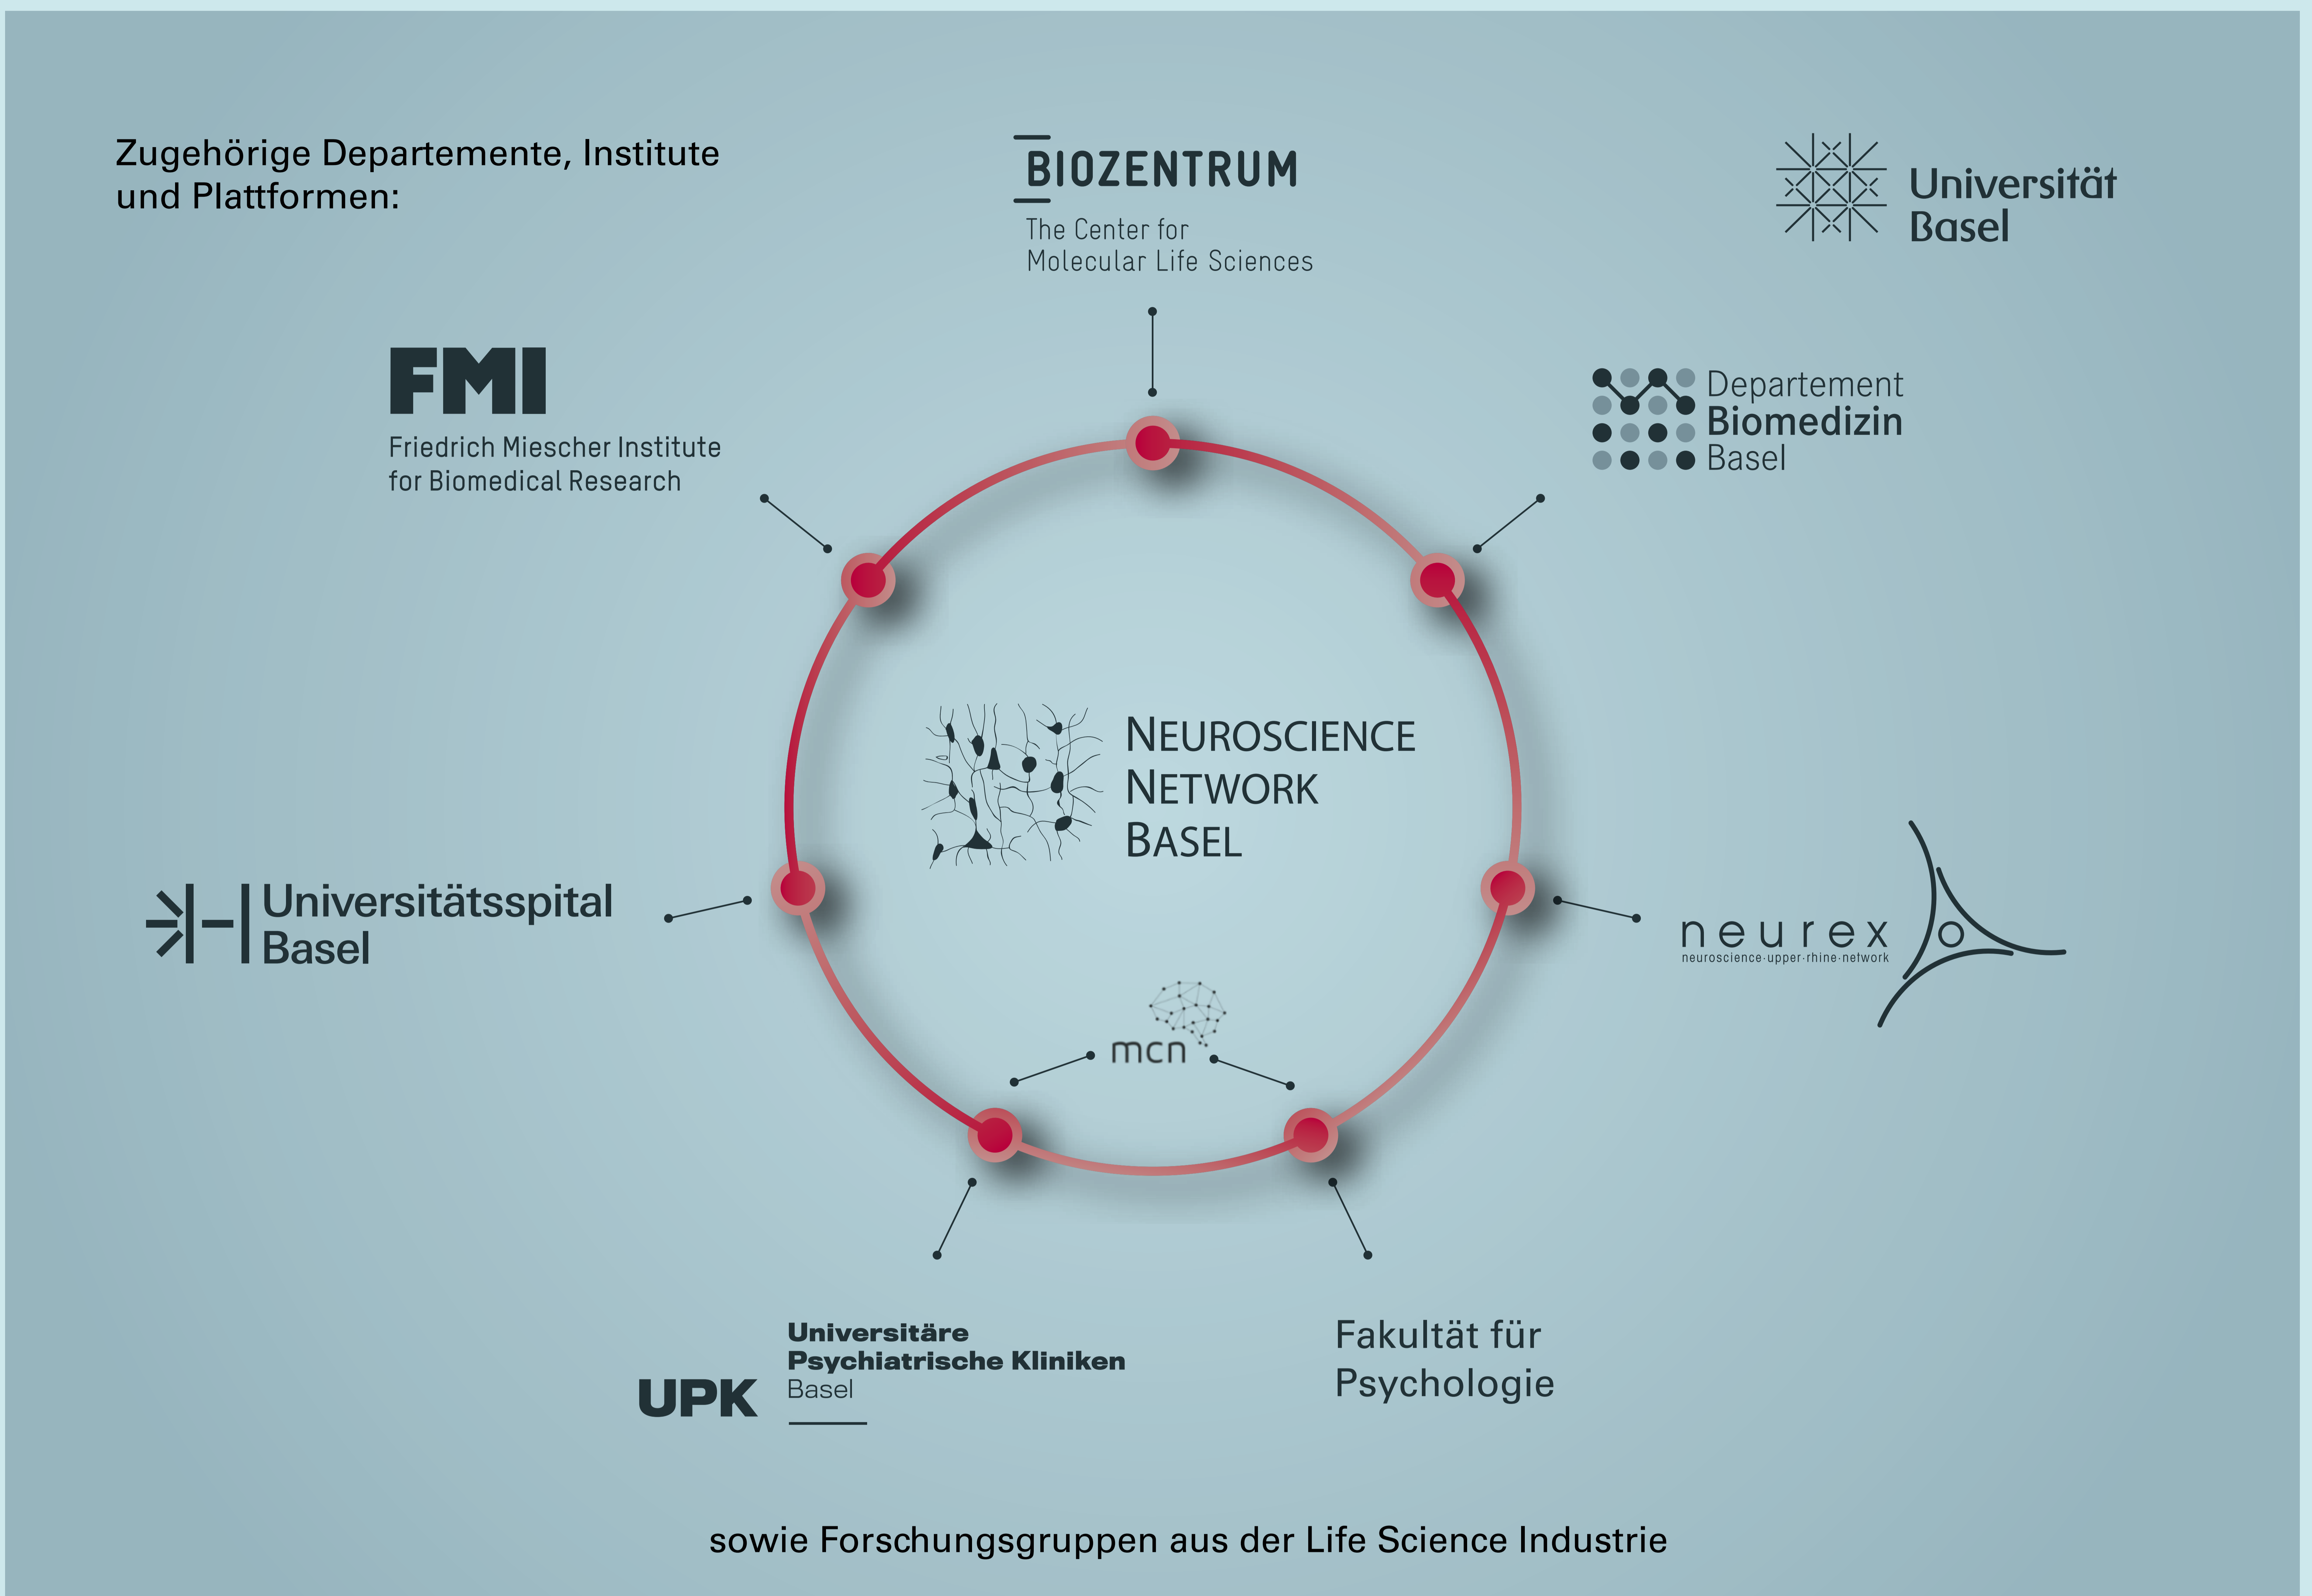 Zugehörige Departemente, Institute
und Plattformen:
BIOZENTRUM
The Center for
Molecular Life Sciences
Universität
Basel
FMI
Friedrich Miescher Institute
for Biomedical Research
Departement
Biomedizin
Basel
NEUROSCIENCE
NETWORK
BASEL
Universitätsspital
Basel
neurex
neuroscience·upper·rhine·network
mcn
UPK
Universitäre
Psychiatrische Kliniken
Basel
Fakultät für
Psychologie
sowie Forschungsgruppen aus der Life Science Industrie